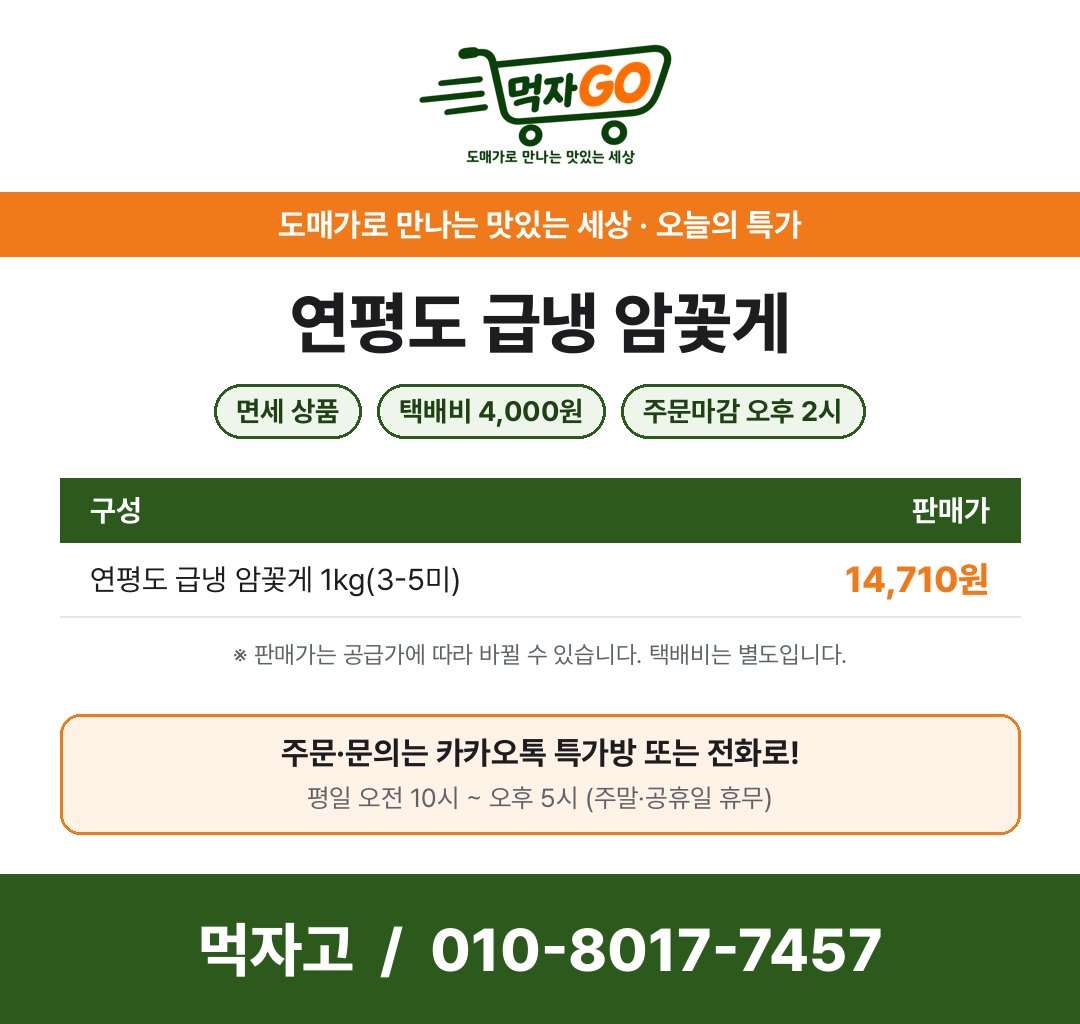 먹자GO
도매가로 만나는 맛있는 세상
도매가로 만나는 맛있는 세상 · 오늘의 특가
연평도 급냉 암꽃게
면세 상품 택배비 4,000원 주문마감 오후 2시
구성 판매가
연평도 급냉 암꽃게 1kg(3-5미) 14,710원
※ 판매가는 공급가에 따라 바뀔 수 있습니다. 택배비는 별도입니다.
주문·문의는 카카오톡 특가방 또는 전화로!
평일 오전 10시 ~ 오후 5시 (주말·공휴일 휴무)
먹자고 / 010-8017-7457